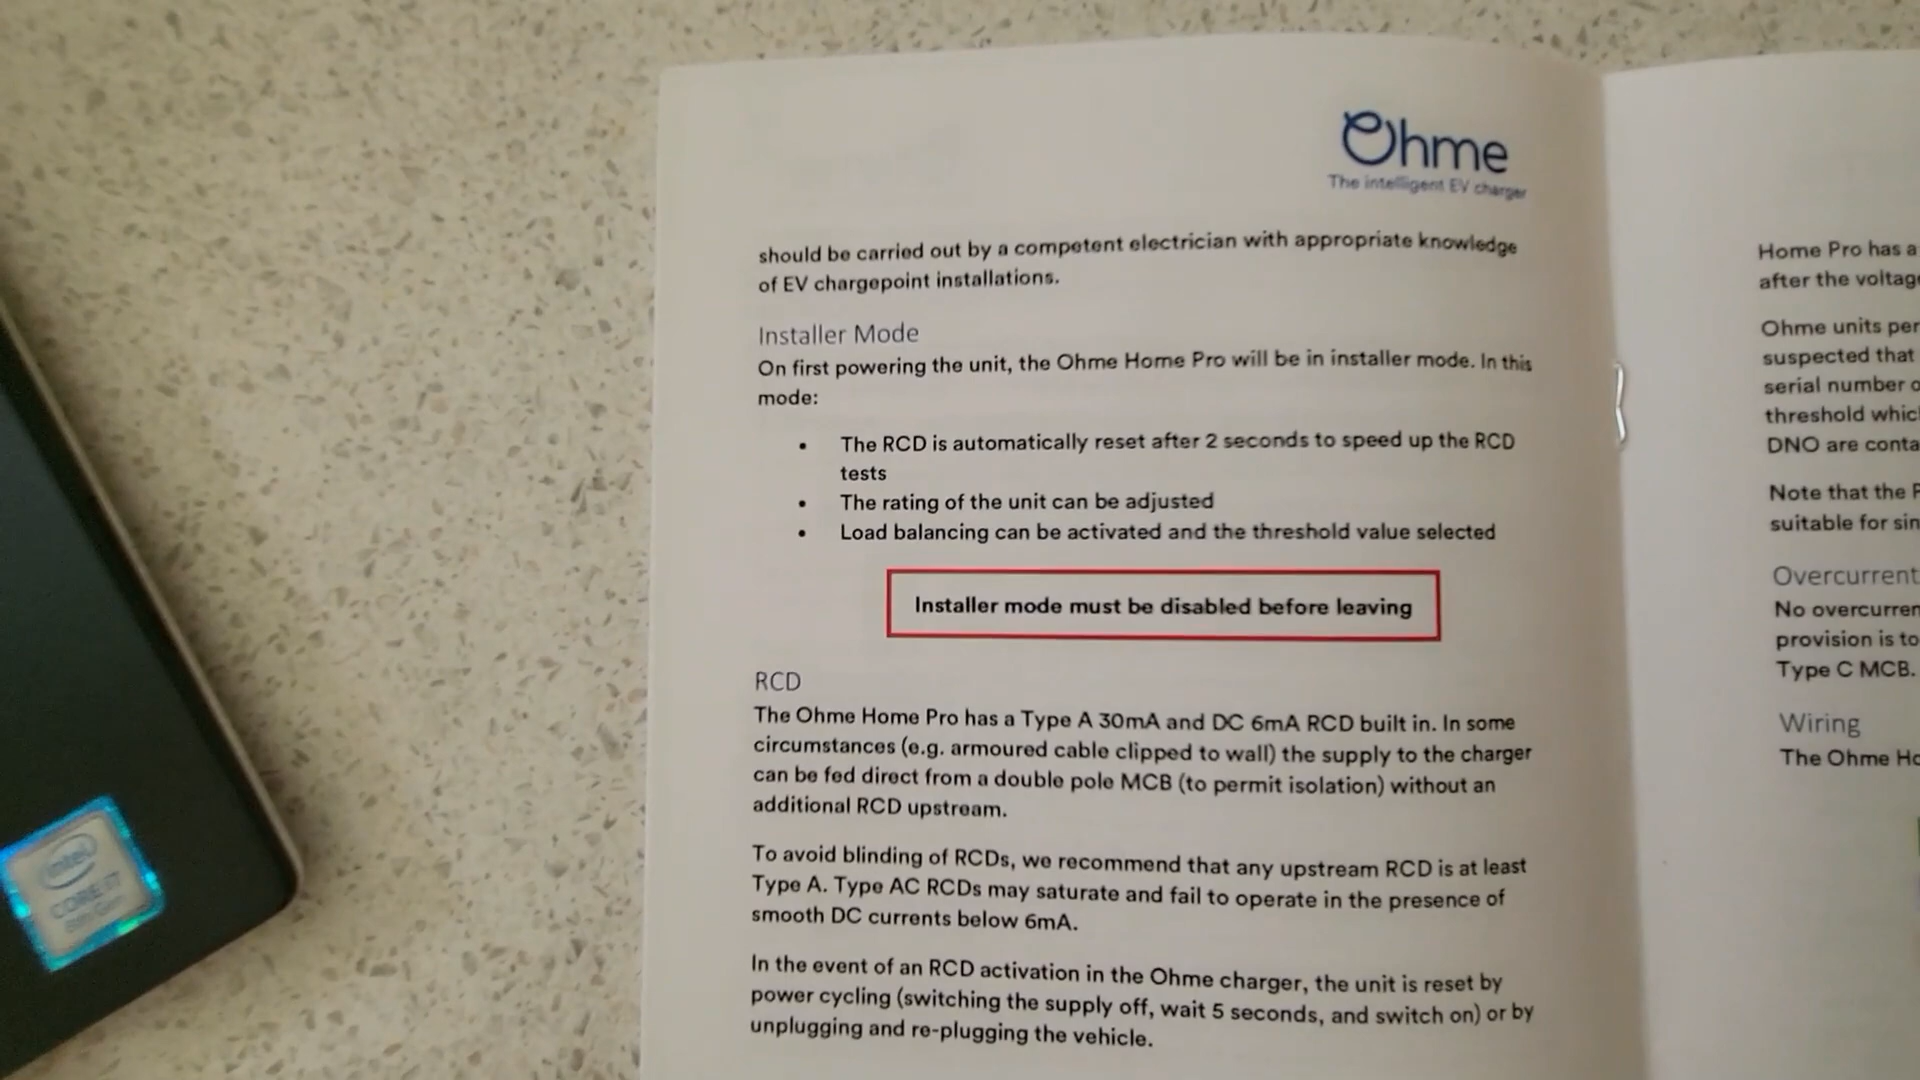 Ohme
The intelligent EV charger
should be carried out by a competent electrician with appropriate knowledge
of EV chargepoint installations.
Installer Mode
On first powering the unit, the Ohme Home Pro will be in installer mode. In this
mode:
• The RCD is automatically reset after 2 seconds to speed up the RCD
tests
• The rating of the unit can be adjusted
• Load balancing can be activated and the threshold value selected
Installer mode must be disabled before leaving
RCD
The Ohme Home Pro has a Type A 30mA and DC 6mA RCD built in. In some
circumstances (e.g. armoured cable clipped to wall) the supply to the charger
can be fed direct from a double pole MCB (to permit isolation) without an
additional RCD upstream.
To avoid blinding of RCDs, we recommend that any upstream RCD is at least
Type A. Type AC RCDs may saturate and fail to operate in the presence of
smooth DC currents below 6mA.
In the event of an RCD activation in the Ohme charger, the unit is reset by
power cycling (switching the supply off, wait 5 seconds, and switch on) or by
unplugging and re-plugging the vehicle.
Home Pro has a
after the
Ohme units
suspected that
serial number
threshold
DNO are
Note that the
suitable for
Overcurrent
No
provision is to
Type C MCB.
Wiring
The Ohme
intel
CORE i7
8th Gen